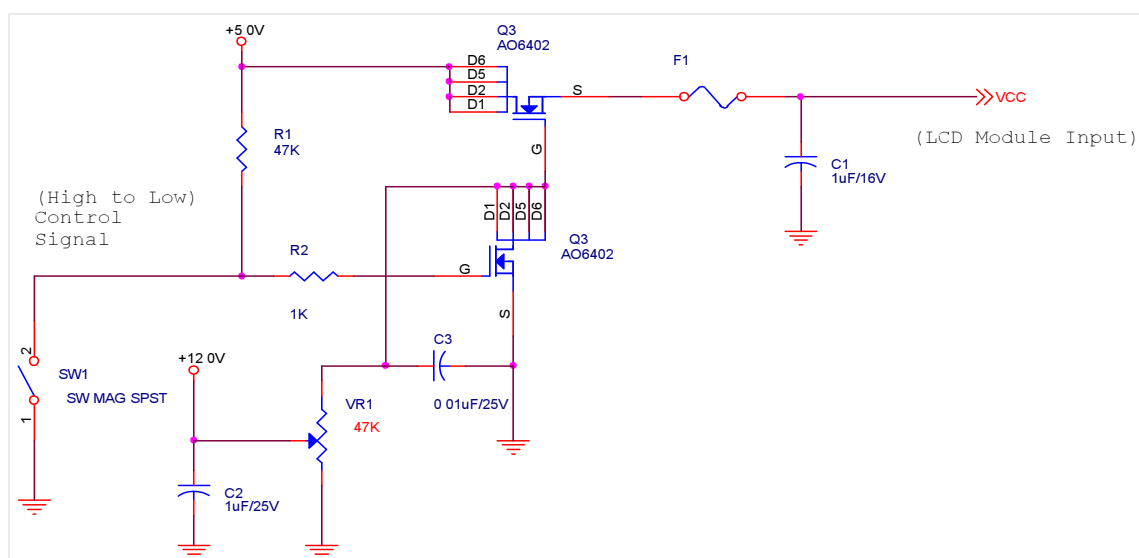 +5 0V
Q3
AO6402
D6
D5
D2
D1
S
G
F1
VCC
(LCD Module Input)
C1
1uF/16V
R1
47K
(High to Low)
Control
Signal
D1
D2
D5
D6
Q3
AO6402
R2
1K
G
S
2
SW1
SW MAG SPST
1
+12 0V
C3
0 01uF/25V
VR1
47K
C2
1uF/25V